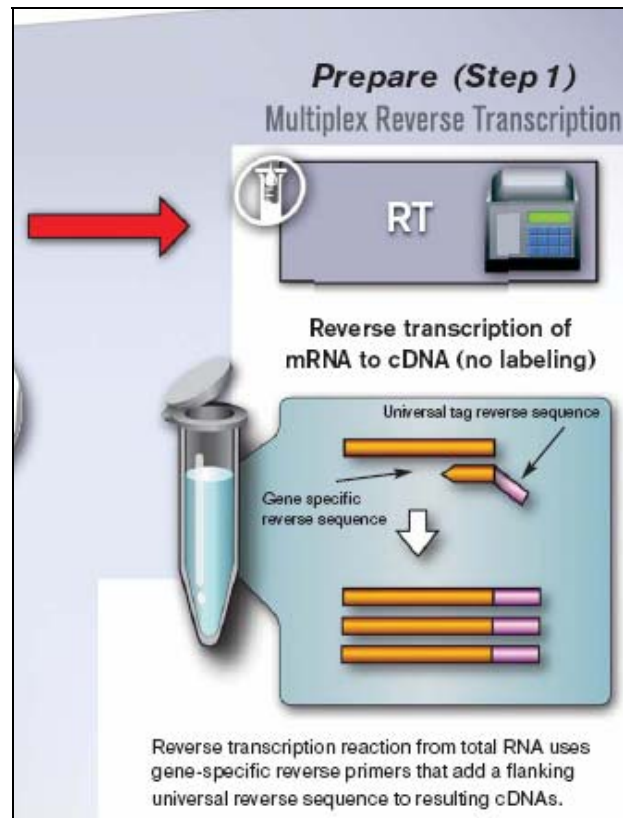 Prepare (Step 1)
Multiplex Reverse Transcription
RT
Reverse transcription of
mRNA to cDNA (no labeling)
Universal tag reverse sequence
Gene specific
reverse sequence
Reverse transcription reaction from total RNA uses
gene-specific reverse primers that add a flanking
universal reverse sequence to resulting cDNAs.